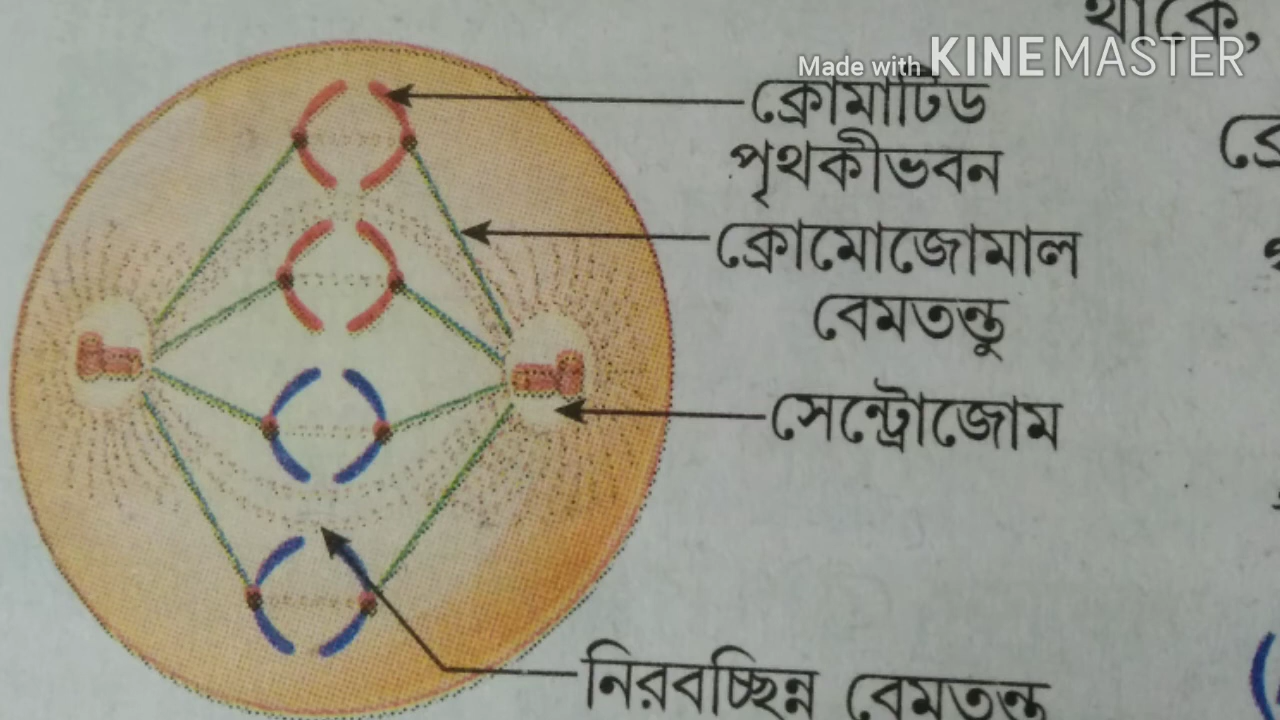 থাকে,
Made with KINEMASTER
ক্রোমাটিড
পৃথকীভবন
ক্রোমোজোমাল
বেমতন্তু
সেন্ট্রোজোম
নিরবচ্ছিন্ন বেমতন্তু